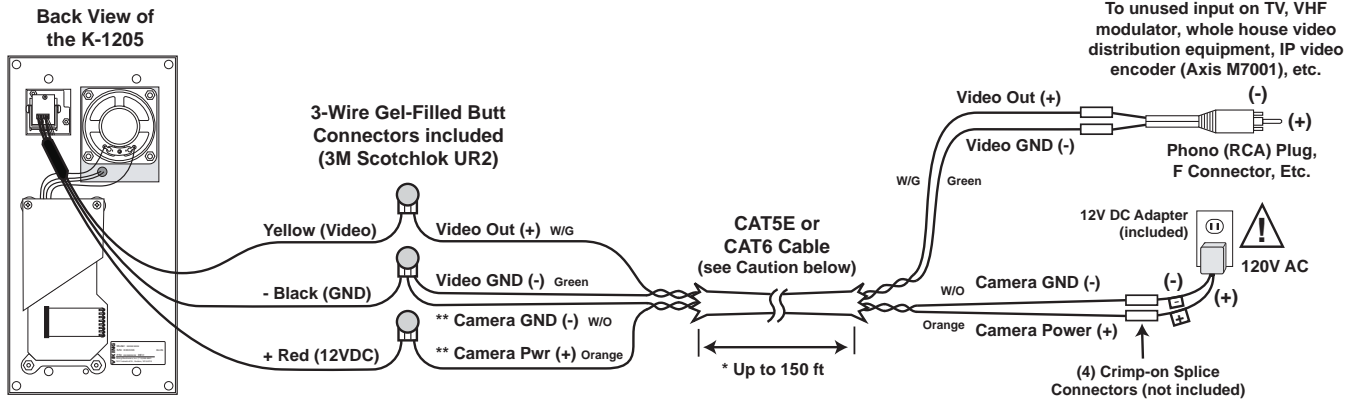 Back View of
the K-1205
3-Wire Gel-Filled Butt
Connectors included
(3M Scotchlok UR2)
Yellow (Video)
- Black (GND)
+ Red (12VDC)
Video Out (+) W/G
Video GND (-) Green
** Camera GND (-) W/O
** Camera Pwr (+) Orange
CAT5E or
CAT6 Cable
(see Caution below)
* Up to 150 ft
To unused input on TV, VHF
modulator, whole house video
distribution equipment, IP video
encoder (Axis M7001), etc.
Video Out (+)
Video GND (-)
W/G
Green
(-)
(+)
Phono (RCA) Plug,
F Connector, Etc.
12V DC Adapter
(included)
!
120V AC
W/O
Camera GND (-)
(-)
-
(+)
+
Orange
Camera Power (+)
(4) Crimp-on Splice
Connectors (not included)